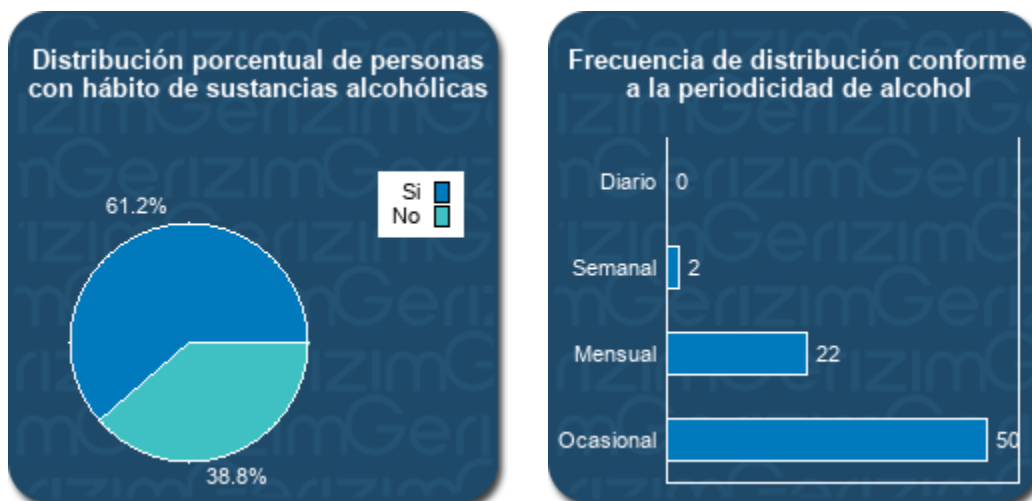 Distribución porcentual de personas
con hábito de sustancias alcohólicas
Si
No
61.2%
38.8%
Frecuencia de distribución conforme
a la periodicidad de alcohol
Diario 0
Semanal 2
Mensual 22
Ocasional 50